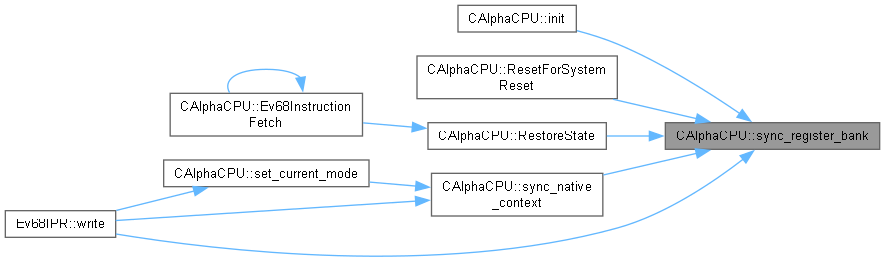 CAlphaCPU::init
CAlphaCPU::ResetForSystem
Reset
CAlphaCPU::Ev68Instruction
Fetch
CAlphaCPU::RestoreState
CAlphaCPU::sync_register_bank
CAlphaCPU::set_current_mode
CAlphaCPU::sync_native
_context
Ev68IPR::write